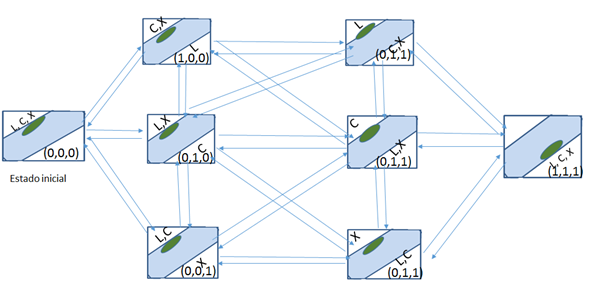 C,X
L
(1,0,0)
L
C,X
(0,1,1)
L,C,X
(0,0,0)
Estado inicial
L,X
C
(0,1,0)
C
L,X
(0,1,1)
L,C,X
(1,1,1)
L,C
X
(0,0,1)
X
L,C
(0,1,1)